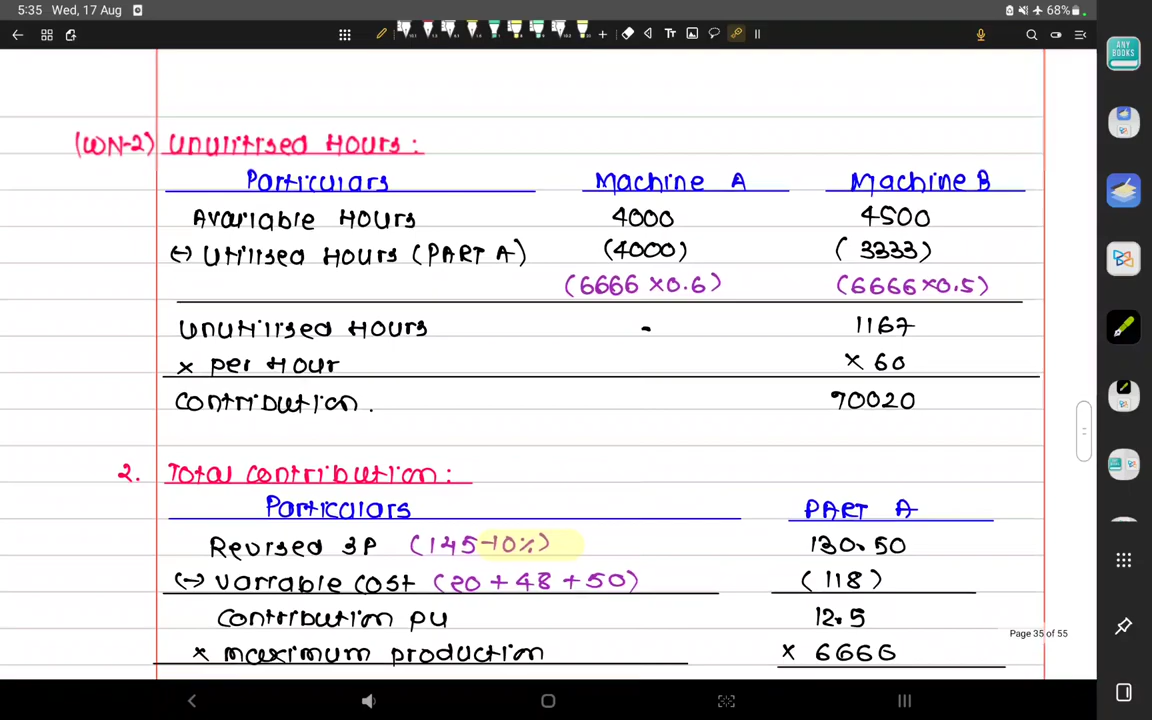 5:35 Wed, 17 Aug 68%
ANY BOOKS
(WN-2) Unutilised Hours:
Particulars Machine A Machine B
Available Hours 4000 4500
(-) Utilised Hours (PART A) (4000) (3333)
(6666 ×0.6) (6666×0.5)
Unutilised Hours - 1167
× per Hour ×60
Contribution. 70020
2. Total Contribution:
Particulars PART A
Revised SP (145-10%) 130.50
(-) variable cost (20+48+50) (118)
Contribution pu 12.5
Page 35 of 55
× maximum production × 6666